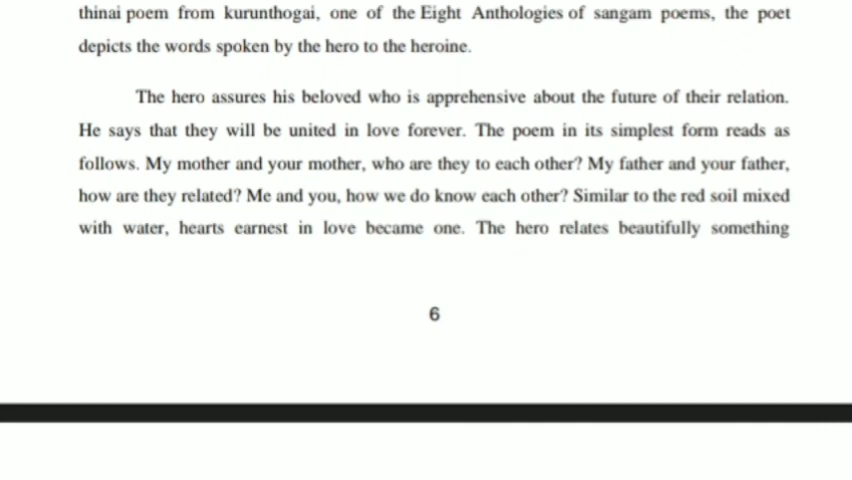 thinai poem from kurunthogai, one of the Eight Anthologies of sangam poems, the poet
depicts the words spoken by the hero to the heroine.
The hero assures his beloved who is apprehensive about the future of their relation.
He says that they will be united in love forever. The poem in its simplest form reads as
follows. My mother and your mother, who are they to each other? My father and your father,
how are they related? Me and you, how we do know each other? Similar to the red soil mixed
with water, hearts earnest in love became one. The hero relates beautifully something
6